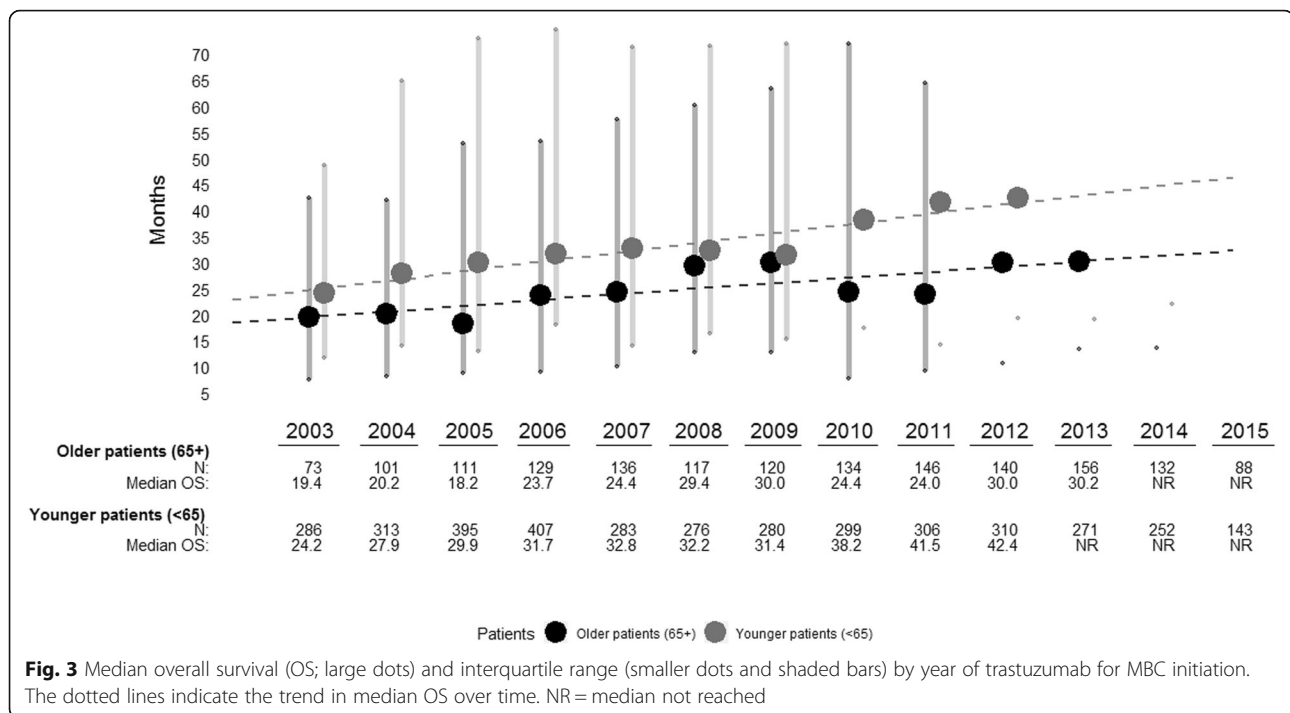 70
65
60
55
50
45
40
35
30
25
20
15
10
5
Months
2003 2004 2005 2006 2007 2008 2009 2010 2011 2012 2013 2014 2015
Older patients (65+)
N: 73 101 111 129 136 117 120 134 146 140 156 132 88
Median OS: 19.4 20.2 18.2 23.7 24.4 29.4 30.0 24.4 24.0 30.0 30.2 NR NR
Younger patients (<65)
N: 286 313 395 407 283 276 280 299 306 310 271 252 143
Median OS: 24.2 27.9 29.9 31.7 32.8 32.2 31.4 38.2 41.5 42.4 NR NR NR
Patients Older patients (65+) Younger patients (<65)
Fig. 3 Median overall survival (OS; large dots) and interquartile range (smaller dots and shaded bars) by year of trastuzumab for MBC initiation.
The dotted lines indicate the trend in median OS over time. NR = median not reached